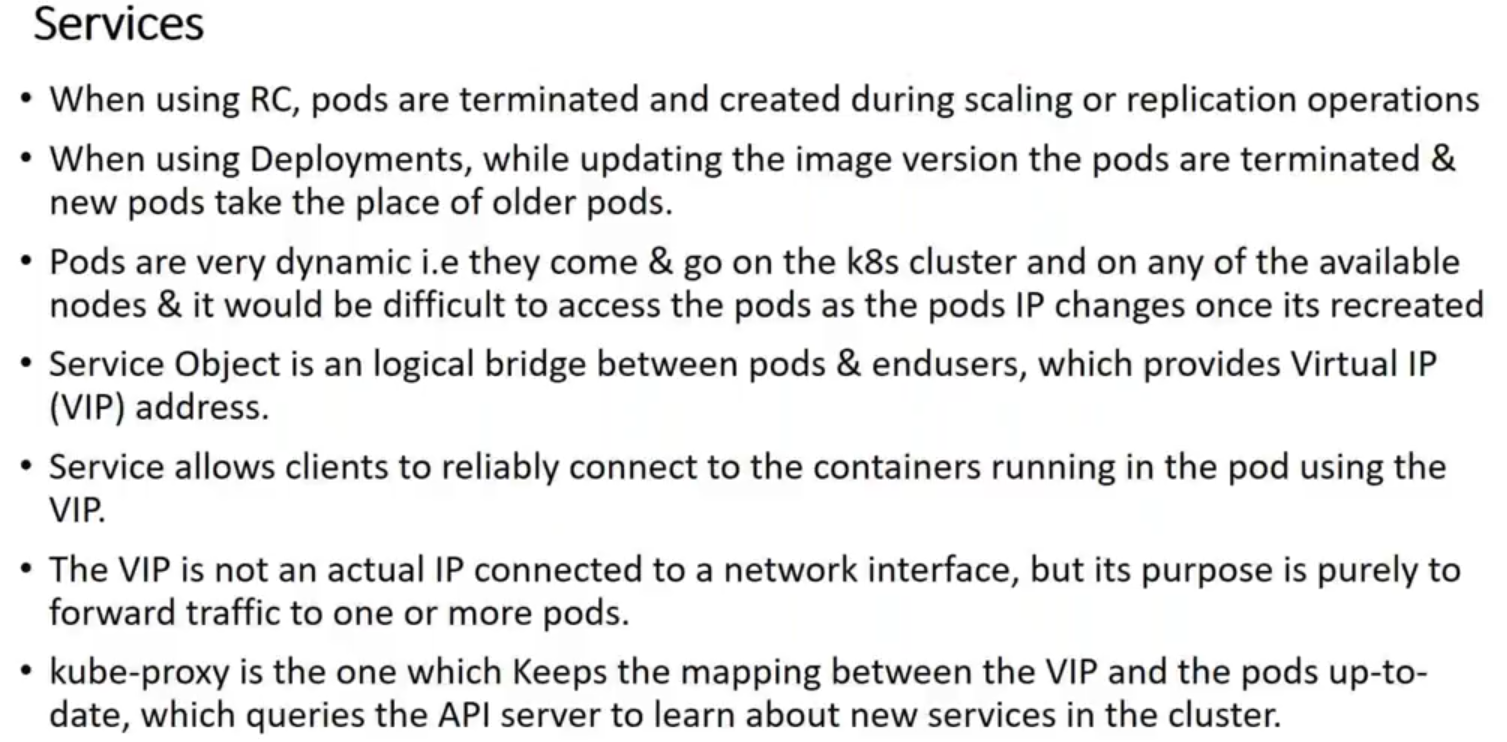 Services
• When using RC, pods are terminated and created during scaling or replication operations
• When using Deployments, while updating the image version the pods are terminated &
new pods take the place of older pods.
• Pods are very dynamic i.e they come & go on the k8s cluster and on any of the available
nodes & it would be difficult to access the pods as the pods IP changes once its recreated
• Service Object is an logical bridge between pods & endusers, which provides Virtual IP
(VIP) address.
• Service allows clients to reliably connect to the containers running in the pod using the
VIP.
• The VIP is not an actual IP connected to a network interface, but its purpose is purely to
forward traffic to one or more pods.
• kube-proxy is the one which Keeps the mapping between the VIP and the pods up-to-
date, which queries the API server to learn about new services in the cluster.